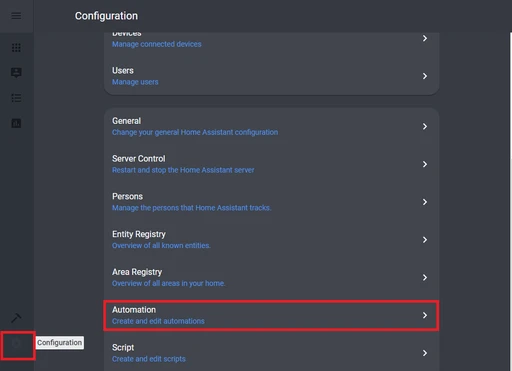 Configuration
Devices
Manage connected devices
Users
Manage users
General
Change your general Home Assistant configuration
Server Control
Restart and stop the Home Assistant server
Persons
Manage the persons that Home Assistant tracks.
Entity Registry
Overview of all known entities.
Area Registry
Overview of all areas in your home.
Automation
Create and edit automations
Configuration
Script
Create and edit scripts